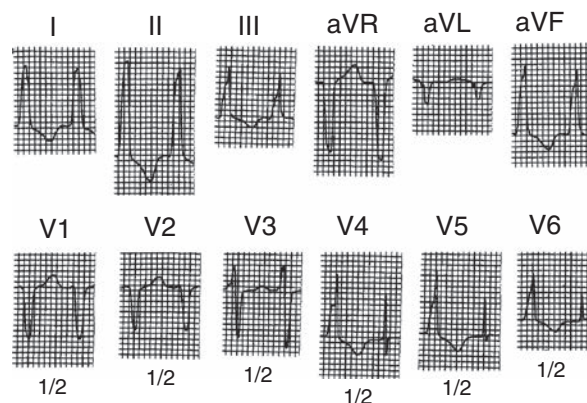 I II III aVR aVL aVF
V1 V2 V3 V4 V5 V6
1/2 1/2 1/2 1/2 1/2 1/2